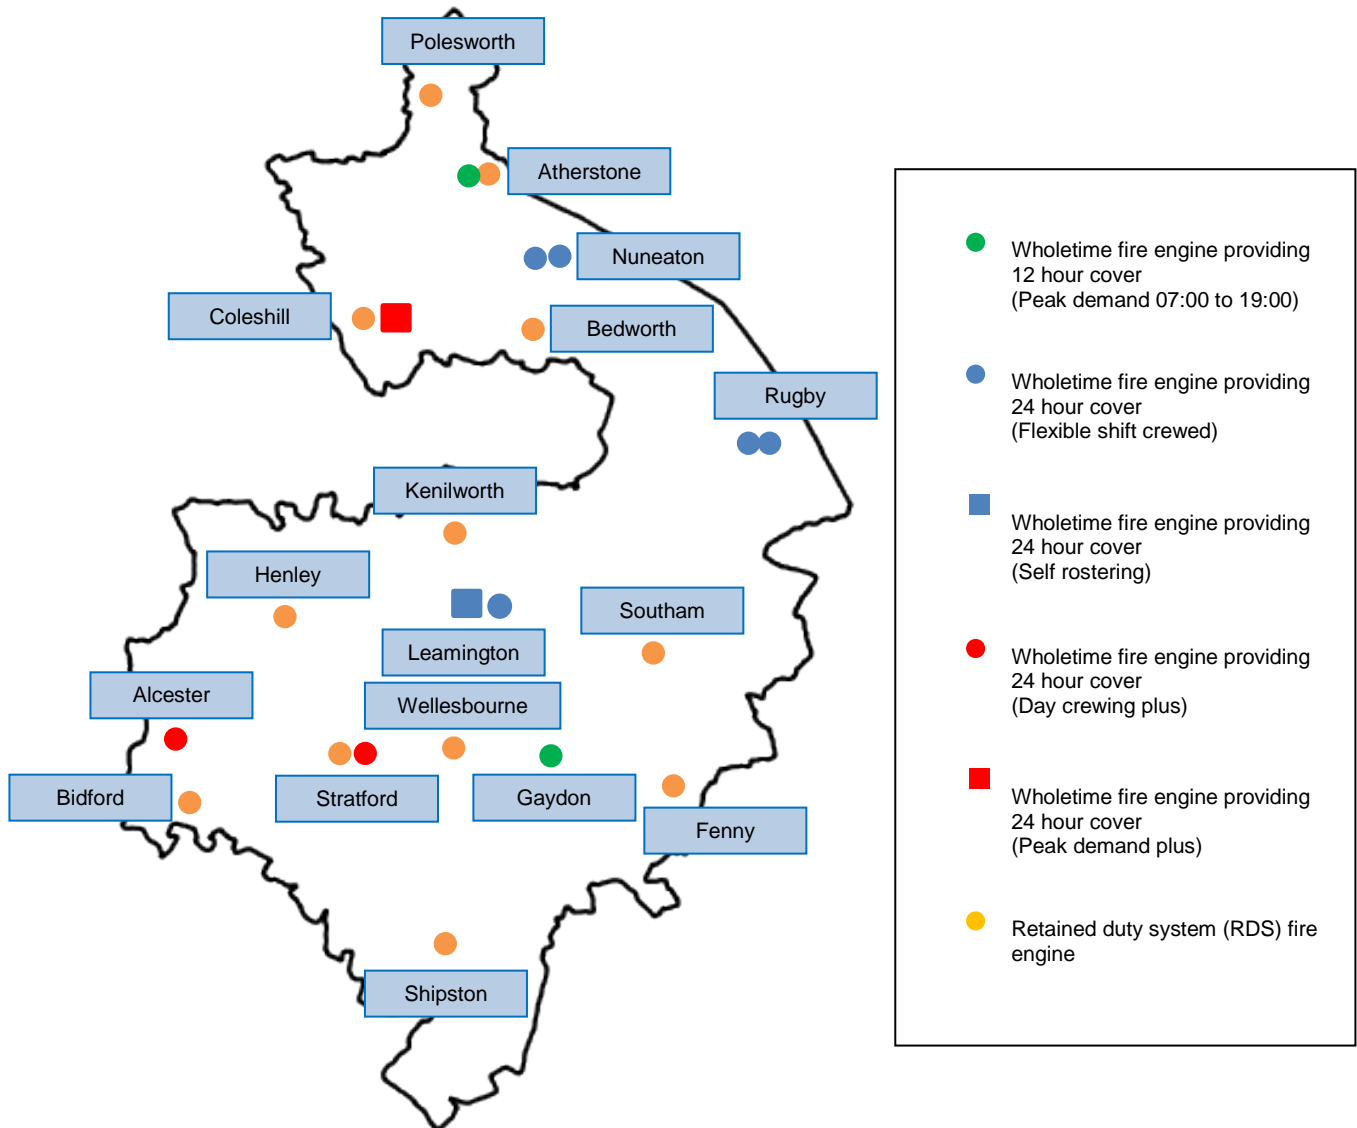 Polesworth
Atherstone
Nuneaton
Coleshill
Bedworth
Rugby
Kenilworth
Henley
Southam
Leamington
Alcester
Wellesbourne
Bidford
Stratford
Gaydon
Fenny
Shipston
Wholetime fire engine providing
12 hour cover
(Peak demand 07:00 to 19:00)
Wholetime fire engine providing
24 hour cover
(Flexible shift crewed)
Wholetime fire engine providing
24 hour cover
(Self rostering)
Wholetime fire engine providing
24 hour cover
(Day crewing plus)
Wholetime fire engine providing
24 hour cover
(Peak demand plus)
Retained duty system (RDS) fire
engine